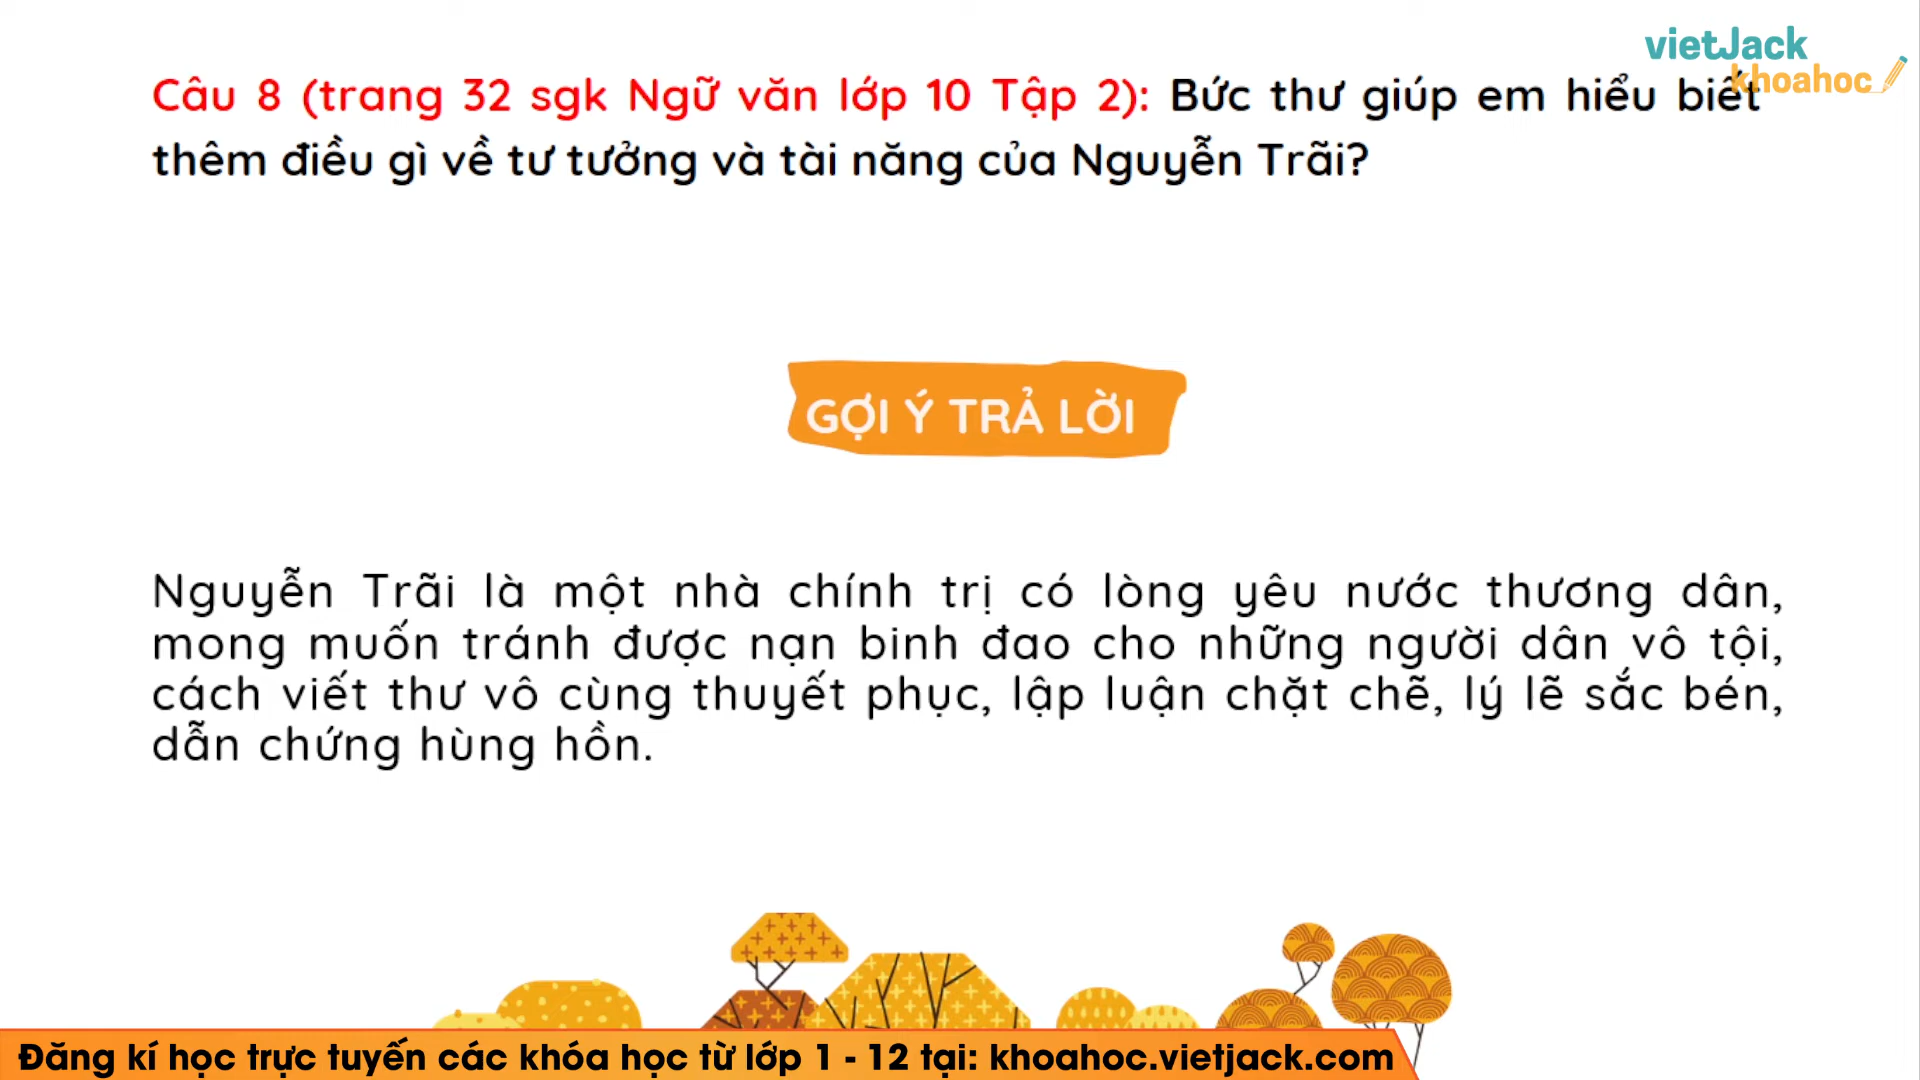 vietJack
khoahoc
Câu 8 (trang 32 sgk Ngữ văn lớp 10 Tập 2): Bức thư giúp em hiểu biết
thêm điều gì về tư tưởng và tài năng của Nguyễn Trãi?
GỢI Ý TRẢ LỜI
Nguyễn Trãi là một nhà chính trị có lòng yêu nước thương dân,
mong muốn tránh được nạn binh đao cho những người dân vô tội,
cách viết thư vô cùng thuyết phục, lập luận chặt chẽ, lý lẽ sắc bén,
dẫn chứng hùng hồn.
Đăng kí học trực tuyến các khóa học từ lớp 1 - 12 tại: khoahoc.vietjack.com